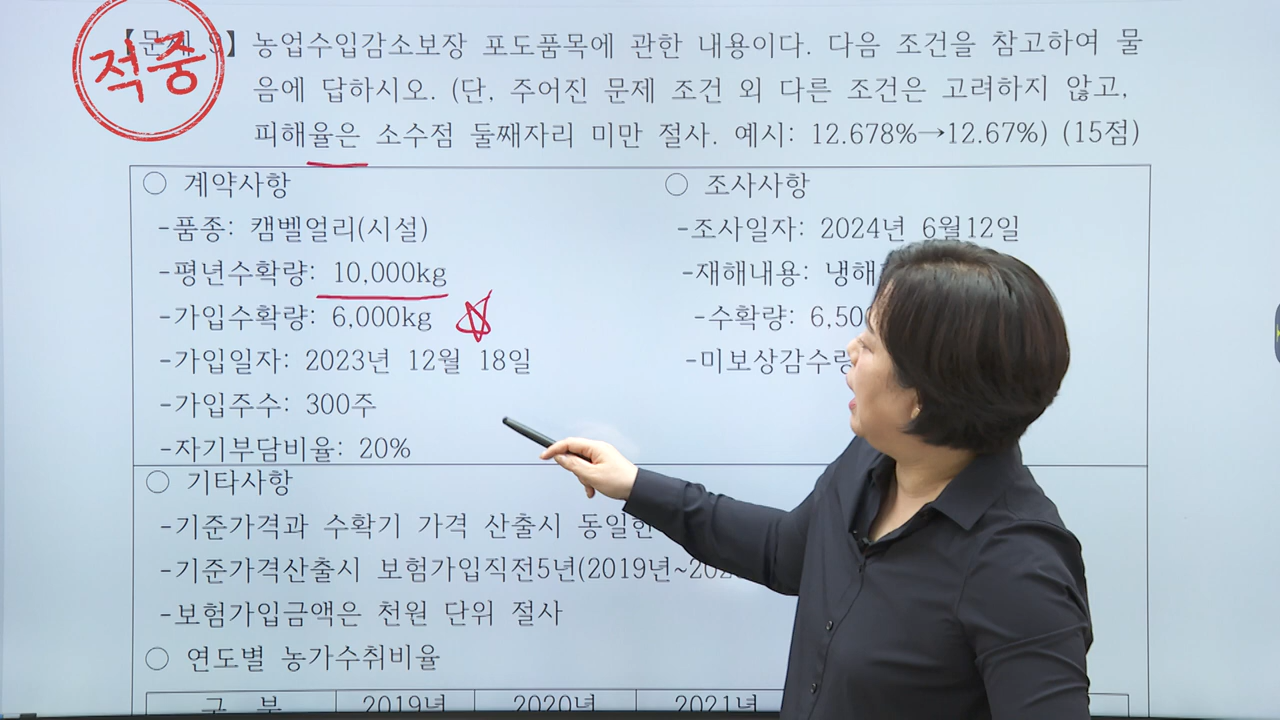 적중
【문제 】 농업수입감소보장 포도품목에 관한 내용이다. 다음 조건을 참고하여 물
음에 답하시오. (단, 주어진 문제 조건 외 다른 조건은 고려하지 않고,
피해율은 소수점 둘째자리 미만 절사. 예시: 12.678%→12.67%) (15점)
○ 계약사항
-품종: 캠벨얼리(시설)
-평년수확량: 10,000kg
-가입수확량: 6,000kg
-가입일자: 2023년 12월 18일
-가입주수: 300주
-자기부담비율: 20%
○ 조사사항
-조사일자: 2024년 6월12일
-재해내용: 냉해
-수확량: 6,50
-미보상감수량
○ 기타사항
-기준가격과 수확기 가격 산출시 동일한
-기준가격산출시 보험가입직전5년(2019년~202
-보험가입금액은 천원 단위 절사
○ 연도별 농가수취비율
구 분 2019년 2020년 2021년